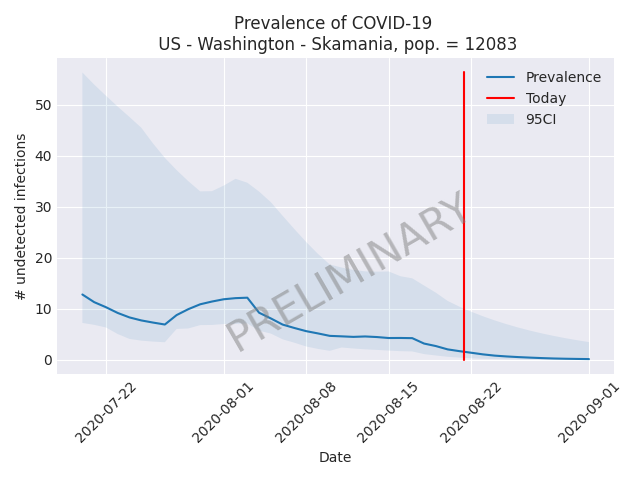 Prevalence of COVID-19
US - Washington - Skamania, pop. = 12083
# undetected infections
50
40
30
20
10
0
Prevalence
Today
95CI
PRELIMINARY
2020-07-22
2020-08-01
2020-08-08
2020-08-15
2020-08-22
2020-09-01
Date